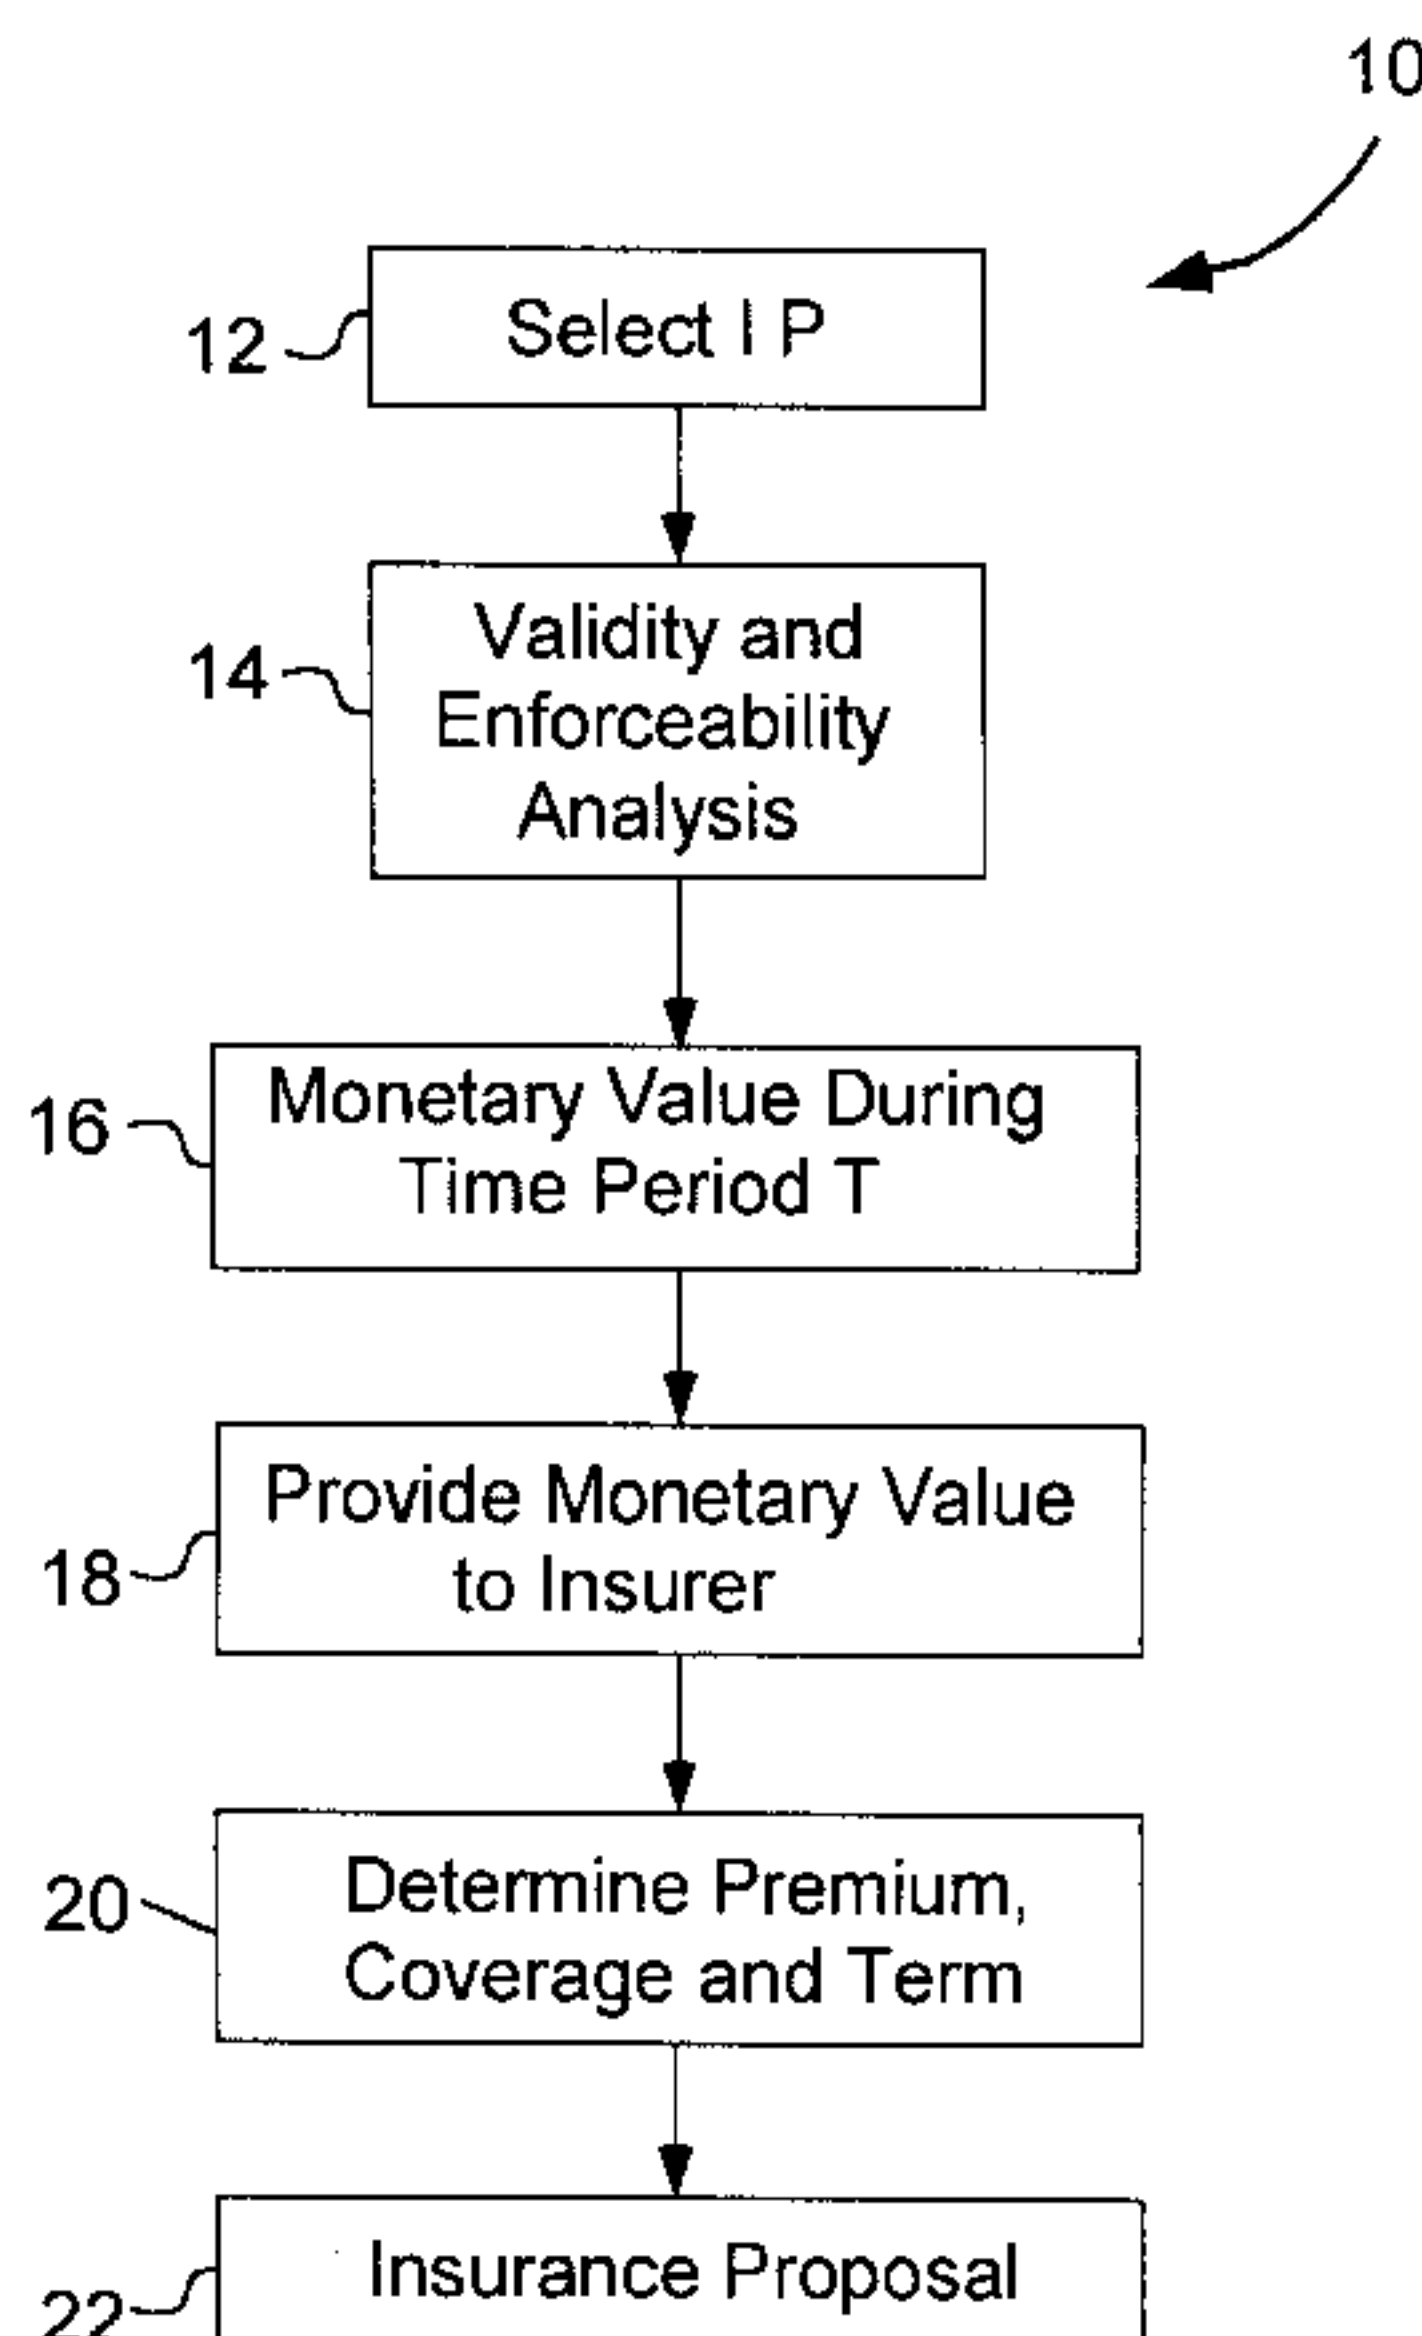 10
12
Select I P
14
Validity and
Enforceability
Analysis
16
Monetary Value During
Time Period T
18
Provide Monetary Value
to Insurer
20
Determine Premium,
Coverage and Term
22
Insurance Proposal